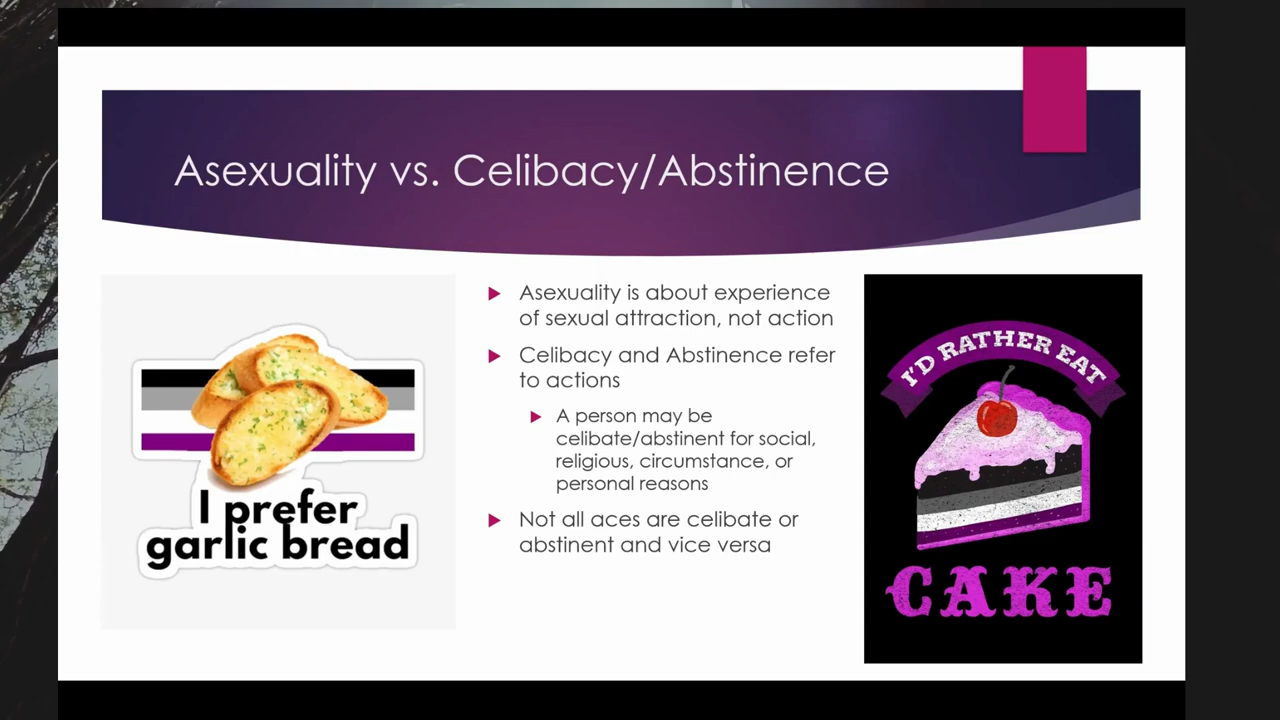 Asexuality vs. Celibacy/Abstinence
I prefer
garlic bread
Asexuality is about experience
of sexual attraction, not action
Celibacy and Abstinence refer
to actions
A person may be
celibate/abstinent for social,
religious, circumstance, or
personal reasons
Not all aces are celibate or
abstinent and vice versa
I'D RATHER EAT
CAKE